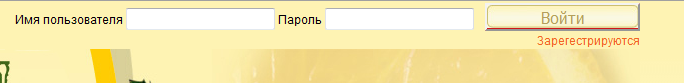 Имя пользователя Пароль Войти
Зарегестрируются